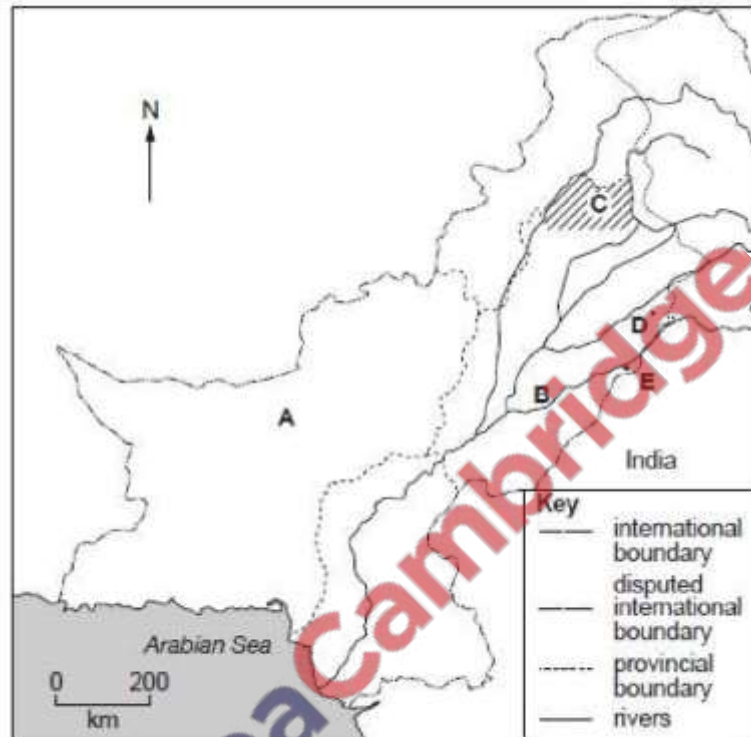 N
C
D
B
E
A
India
Key
international
boundary
disputed
international
boundary
provincial
boundary
rivers
Arabian Sea
0 200
km
Cambridge